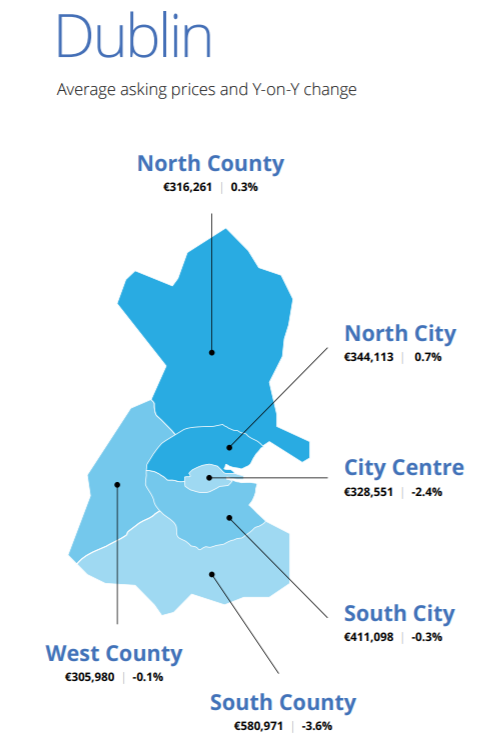 Dublin
Average asking prices and Y-on-Y change
North County
€316,261 | 0.3%
North City
€344,113 | 0.7%
City Centre
€328,551 | -2.4%
South City
€411,098 | -0.3%
West County
€305,980 | -0.1%
South County
€580,971 | -3.6%